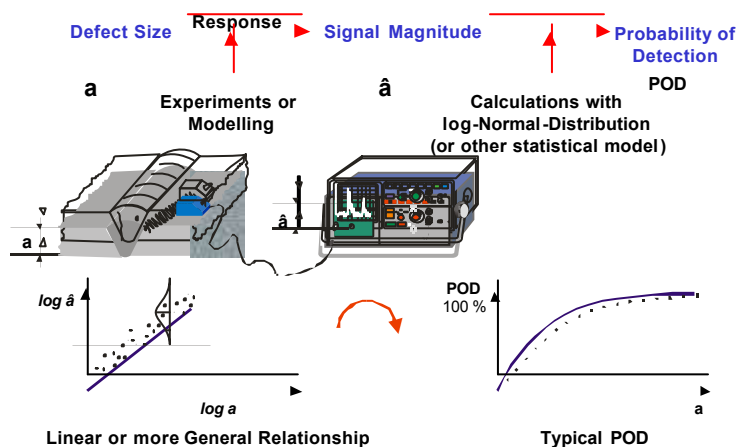 Response
Defect Size
Signal Magnitude
Probability of
Detection
POD
a
â
Experiments or
Modelling
Calculations with
log-Normal-Distribution
(or other statistical model)
a
â
log â
log a
POD
100 %
a
Linear or more General Relationship
Typical POD